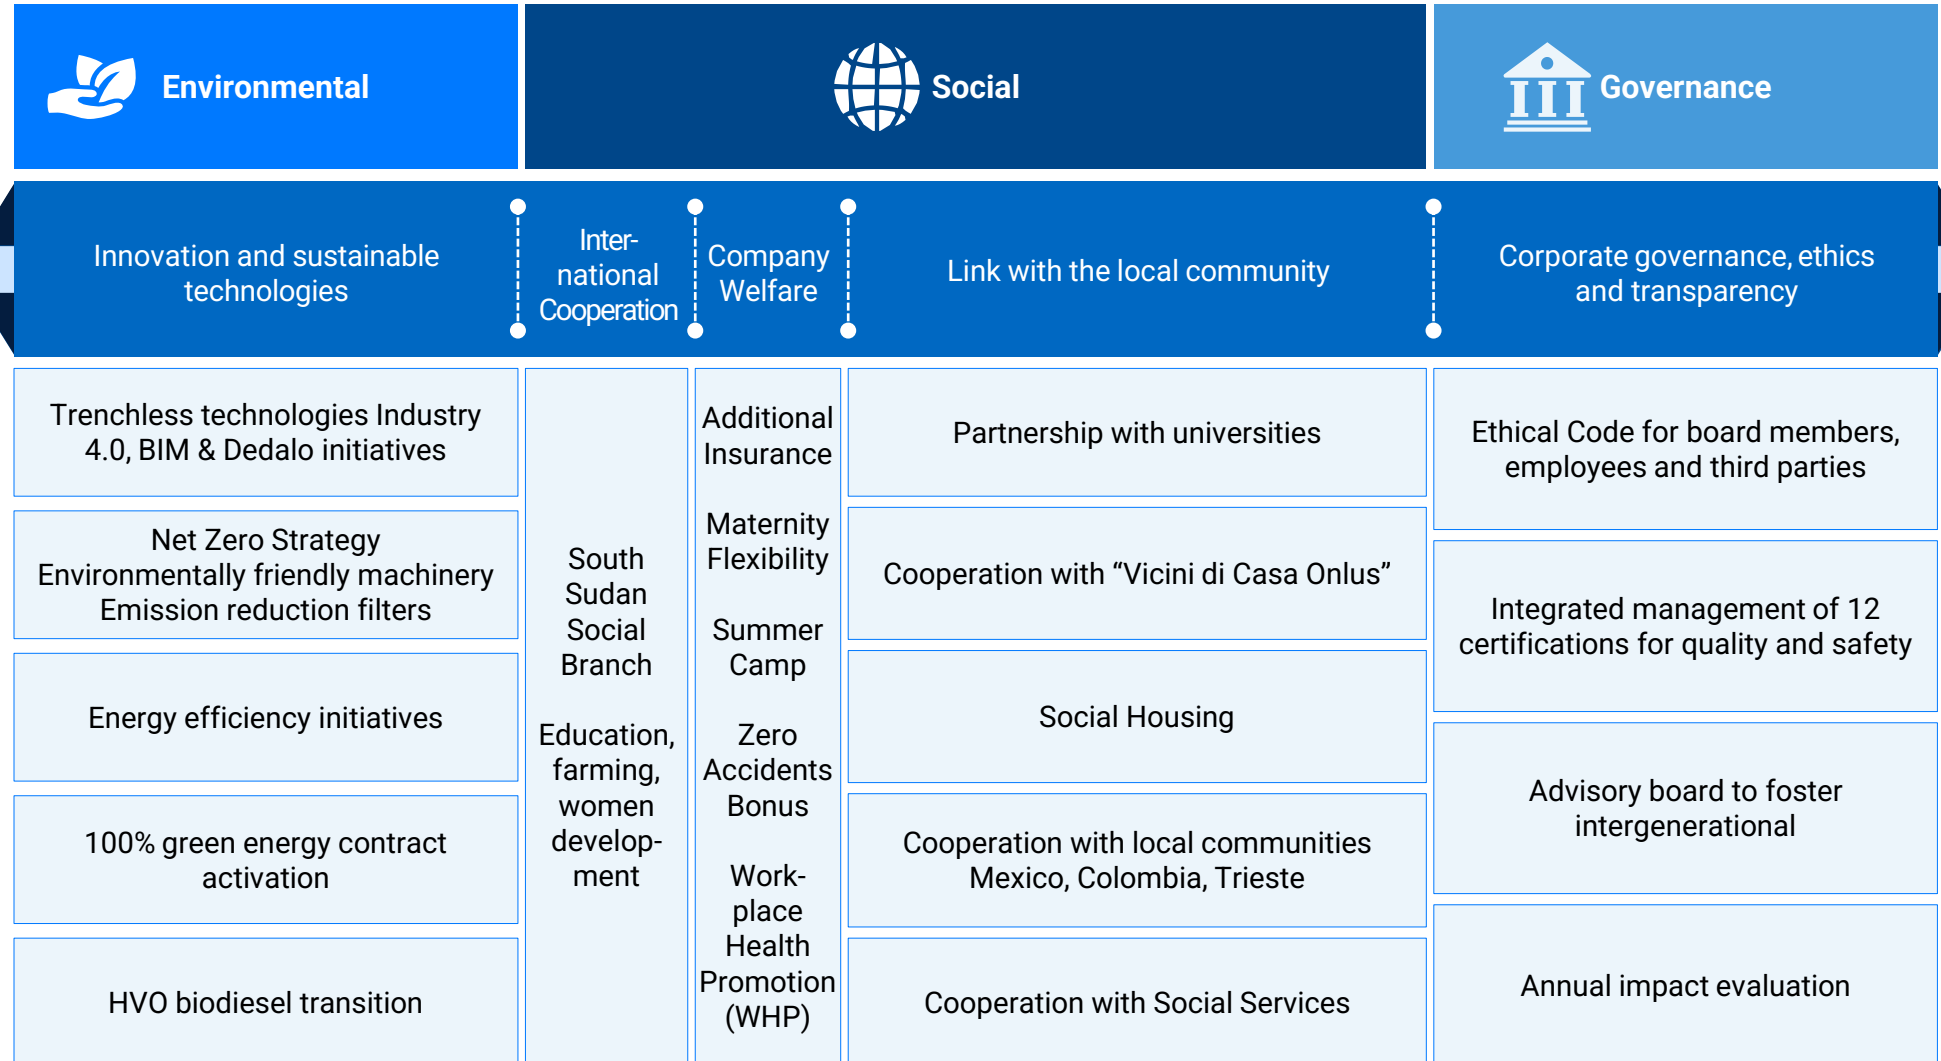 Environmental
Social
Governance
Innovation and sustainable
technologies
Inter-
national
Cooperation
Company
Welfare
Link with the local community
Corporate governance, ethics
and transparency
Trenchless technologies Industry
4.0, BIM & Dedalo initiatives
Net Zero Strategy
Environmentally friendly machinery
Emission reduction filters
Energy efficiency initiatives
100% green energy contract
activation
HVO biodiesel transition
South
Sudan
Social
Branch
Education,
farming,
women
develop-
ment
Additional
Insurance
Maternity
Flexibility
Summer
Camp
Zero
Accidents
Bonus
Work-
place
Health
Promotion
(WHP)
Partnership with universities
Cooperation with “Vicini di Casa Onlus”
Social Housing
Cooperation with local communities
Mexico, Colombia, Trieste
Cooperation with Social Services
Ethical Code for board members,
employees and third parties
Integrated management of 12
certifications for quality and safety
Advisory board to foster
intergenerational
Annual impact evaluation